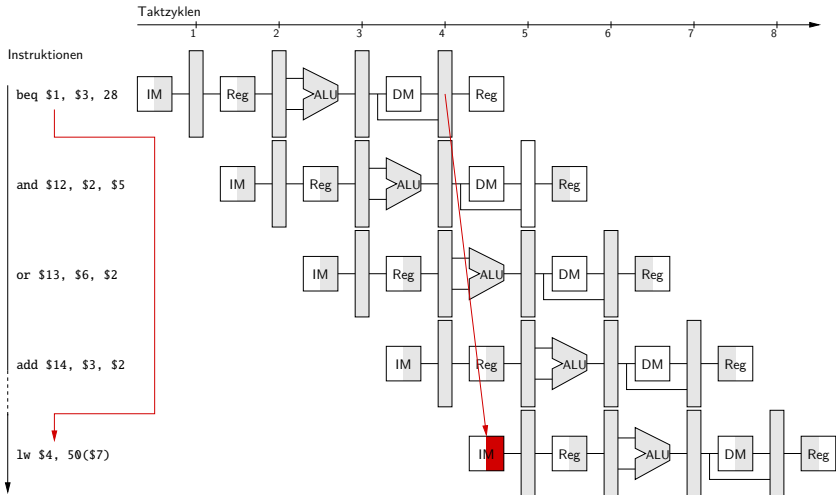 Taktzyklen
1 2 3 4 5 6 7 8
Instruktionen
beq $1, $3, 28 IM Reg ALU DM Reg
and $12, $2, $5 IM Reg ALU DM Reg
or $13, $6, $2 IM Reg ALU DM Reg
add $14, $3, $2 IM Reg ALU DM Reg
lw $4, 50($7) IM Reg ALU DM Reg